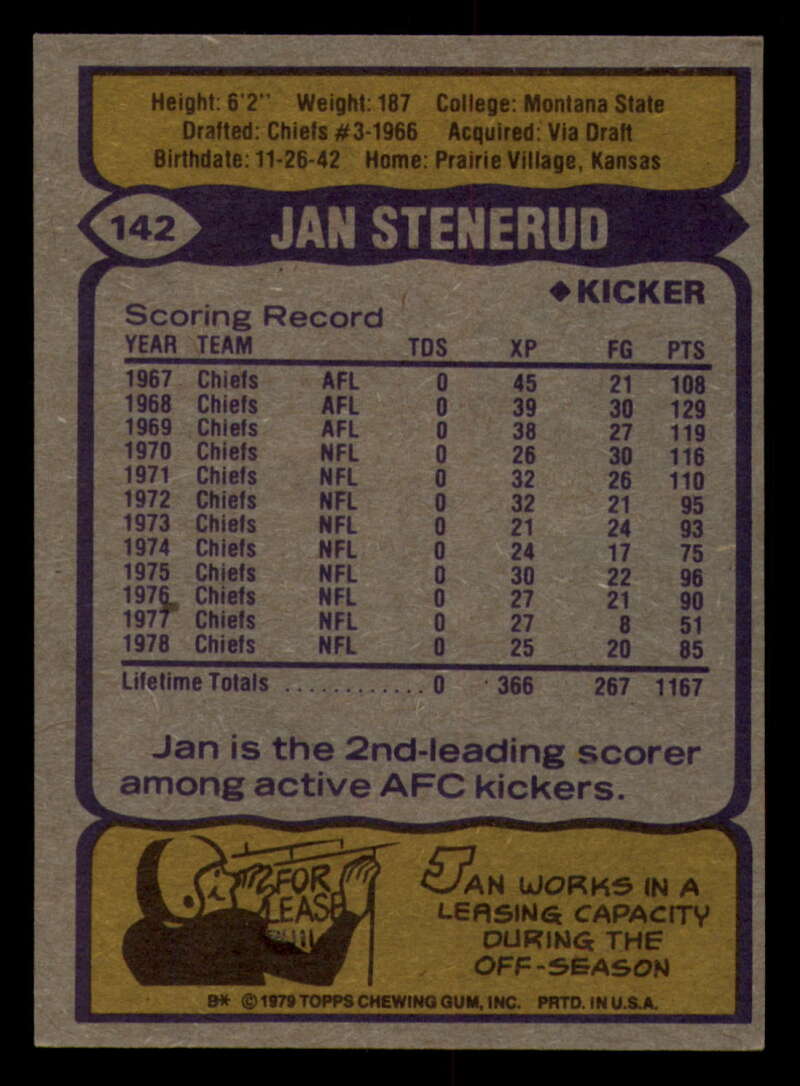 Height: 6'2" Weight: 187 College: Montana State
Drafted: Chiefs #3-1966 Acquired: Via Draft
Birthdate: 11-26-42 Home: Prairie Village, Kansas
142 JAN STENERUD
◆KICKER
Scoring Record
YEAR TEAM TDS XP FG PTS
1967 Chiefs AFL 0 45 21 108
1968 Chiefs AFL 0 39 30 129
1969 Chiefs AFL 0 38 27 119
1970 Chiefs NFL 0 26 30 116
1971 Chiefs NFL 0 32 26 110
1972 Chiefs NFL 0 32 21 95
1973 Chiefs NFL 0 21 24 93
1974 Chiefs NFL 0 24 17 75
1975 Chiefs NFL 0 30 22 96
1976 Chiefs NFL 0 27 21 90
1977 Chiefs NFL 0 27 8 51
1978 Chiefs NFL 0 25 20 85
Lifetime Totals ............ 0 366 267 1167
Jan is the 2nd-leading scorer
among active AFC kickers.
FOR
LEASE
JAN WORKS IN A
LEASING CAPACITY
DURING THE
OFF-SEASON
B* © 1979 TOPPS CHEWING GUM, INC. PRTD. IN U.S.A.